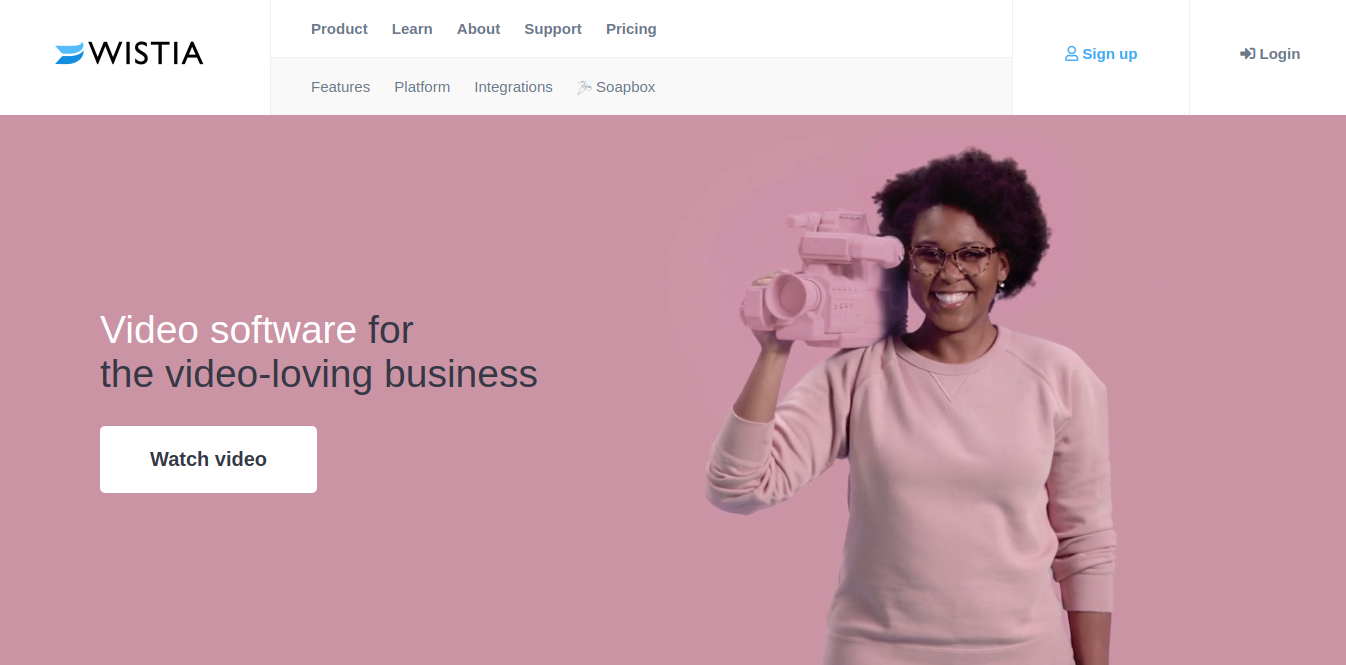 WISTIA
Product Learn About Support Pricing
Features Platform Integrations Soapbox
Sign up
Login
Video software for
the video-loving business
Watch video